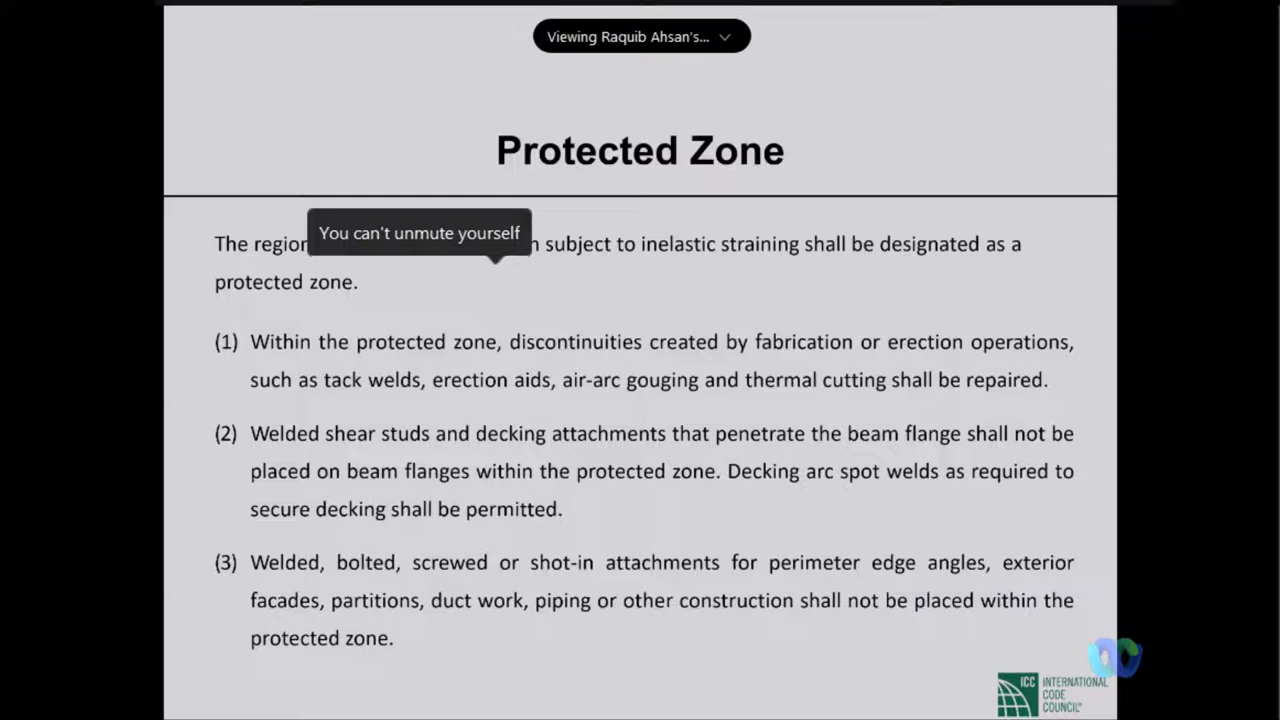 Viewing Raquib Ahsan's...
Protected Zone
You can't unmute yourself
The region subject to inelastic straining shall be designated as a
protected zone.
(1) Within the protected zone, discontinuities created by fabrication or erection operations,
such as tack welds, erection aids, air-arc gouging and thermal cutting shall be repaired.
(2) Welded shear studs and decking attachments that penetrate the beam flange shall not be
placed on beam flanges within the protected zone. Decking arc spot welds as required to
secure decking shall be permitted.
(3) Welded, bolted, screwed or shot-in attachments for perimeter edge angles, exterior
facades, partitions, duct work, piping or other construction shall not be placed within the
protected zone.
ICC INTERNATIONAL
CODE
COUNCIL